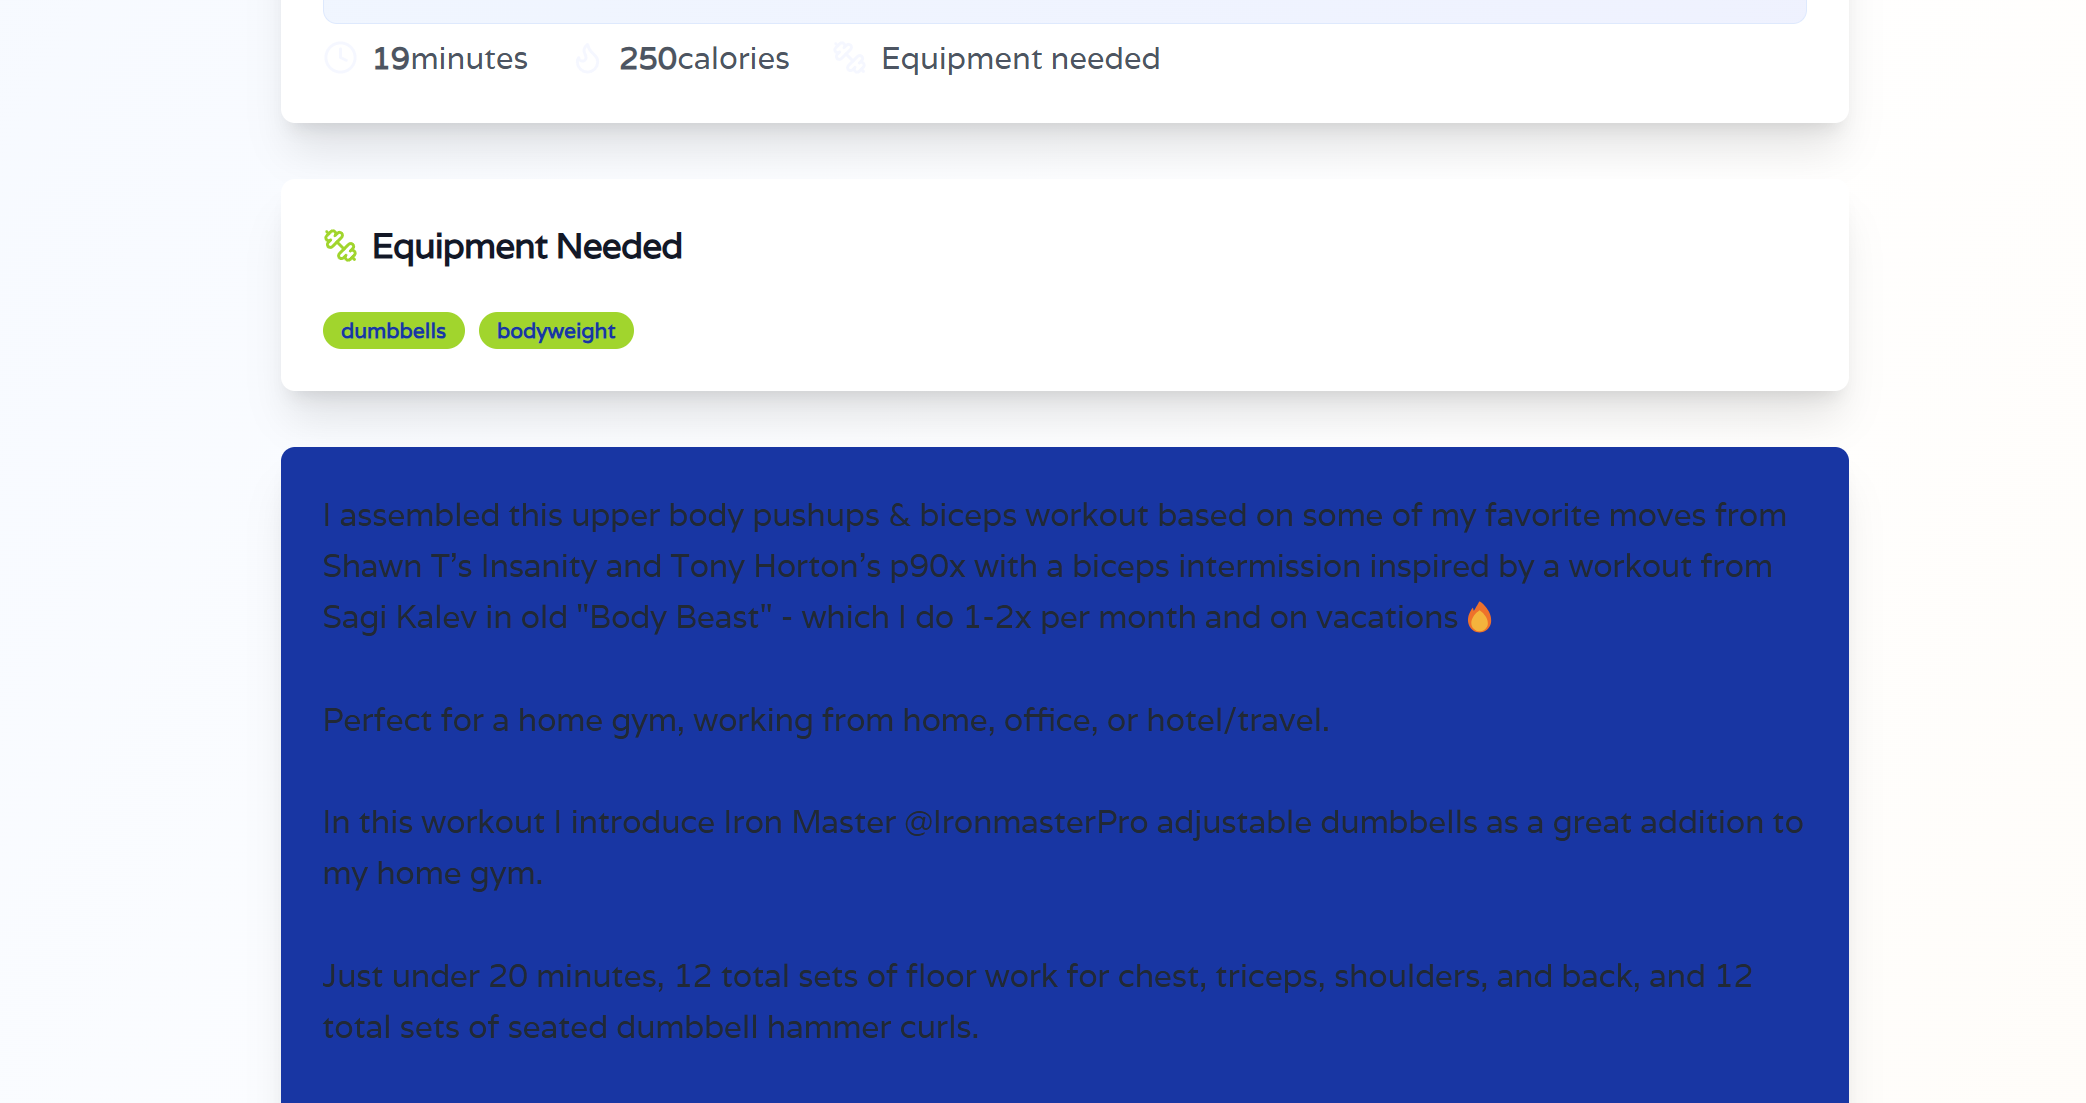 19minutes 250calories Equipment needed
Equipment Needed
dumbbells bodyweight
I assembled this upper body pushups & biceps workout based on some of my favorite moves from
Shawn T's Insanity and Tony Horton's p90x with a biceps intermission inspired by a workout from
Sagi Kalev in old "Body Beast" - which I do 1-2x per month and on vacations 🔥
Perfect for a home gym, working from home, office, or hotel/travel.
In this workout I introduce Iron Master @IronmasterPro adjustable dumbbells as a great addition to
my home gym.
Just under 20 minutes, 12 total sets of floor work for chest, triceps, shoulders, and back, and 12
total sets of seated dumbbell hammer curls.